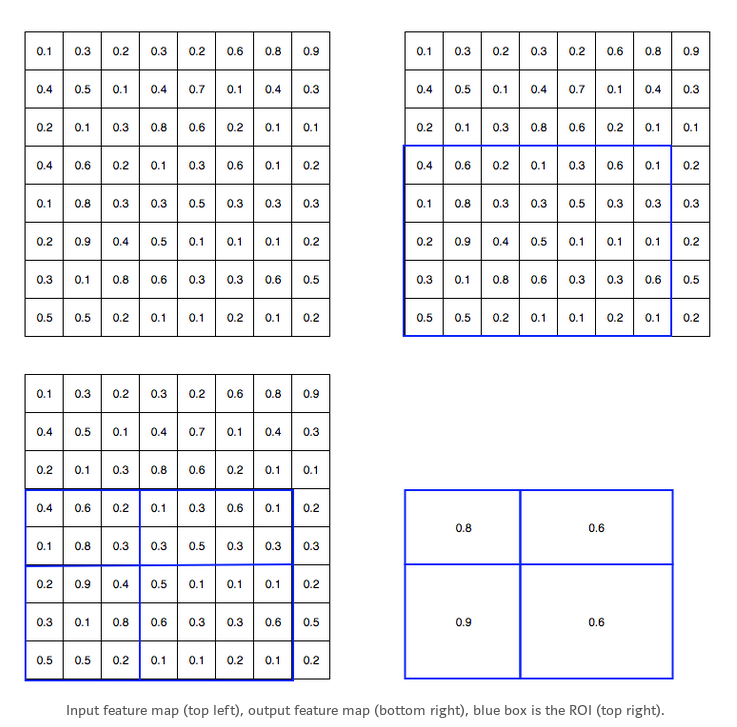 0.1 0.3 0.2 0.3 0.2 0.6 0.8 0.9
0.4 0.5 0.1 0.4 0.7 0.1 0.4 0.3
0.2 0.1 0.3 0.8 0.6 0.2 0.1 0.1
0.4 0.6 0.2 0.1 0.3 0.6 0.1 0.2
0.1 0.8 0.3 0.3 0.5 0.3 0.3 0.3
0.2 0.9 0.4 0.5 0.1 0.1 0.1 0.2
0.3 0.1 0.8 0.6 0.3 0.3 0.6 0.5
0.5 0.5 0.2 0.1 0.1 0.2 0.1 0.2
0.1 0.3 0.2 0.3 0.2 0.6 0.8 0.9
0.4 0.5 0.1 0.4 0.7 0.1 0.4 0.3
0.2 0.1 0.3 0.8 0.6 0.2 0.1 0.1
0.4 0.6 0.2 0.1 0.3 0.6 0.1 0.2
0.1 0.8 0.3 0.3 0.5 0.3 0.3 0.3
0.2 0.9 0.4 0.5 0.1 0.1 0.1 0.2
0.3 0.1 0.8 0.6 0.3 0.3 0.6 0.5
0.5 0.5 0.2 0.1 0.1 0.2 0.1 0.2
0.1 0.3 0.2 0.3 0.2 0.6 0.8 0.9
0.4 0.5 0.1 0.4 0.7 0.1 0.4 0.3
0.2 0.1 0.3 0.8 0.6 0.2 0.1 0.1
0.4 0.6 0.2 0.1 0.3 0.6 0.1 0.2
0.1 0.8 0.3 0.3 0.5 0.3 0.3 0.3
0.2 0.9 0.4 0.5 0.1 0.1 0.1 0.2
0.3 0.1 0.8 0.6 0.3 0.3 0.6 0.5
0.5 0.5 0.2 0.1 0.1 0.2 0.1 0.2
0.8 0.6
0.9 0.6
Input feature map (top left), output feature map (bottom right), blue box is the ROI (top right).